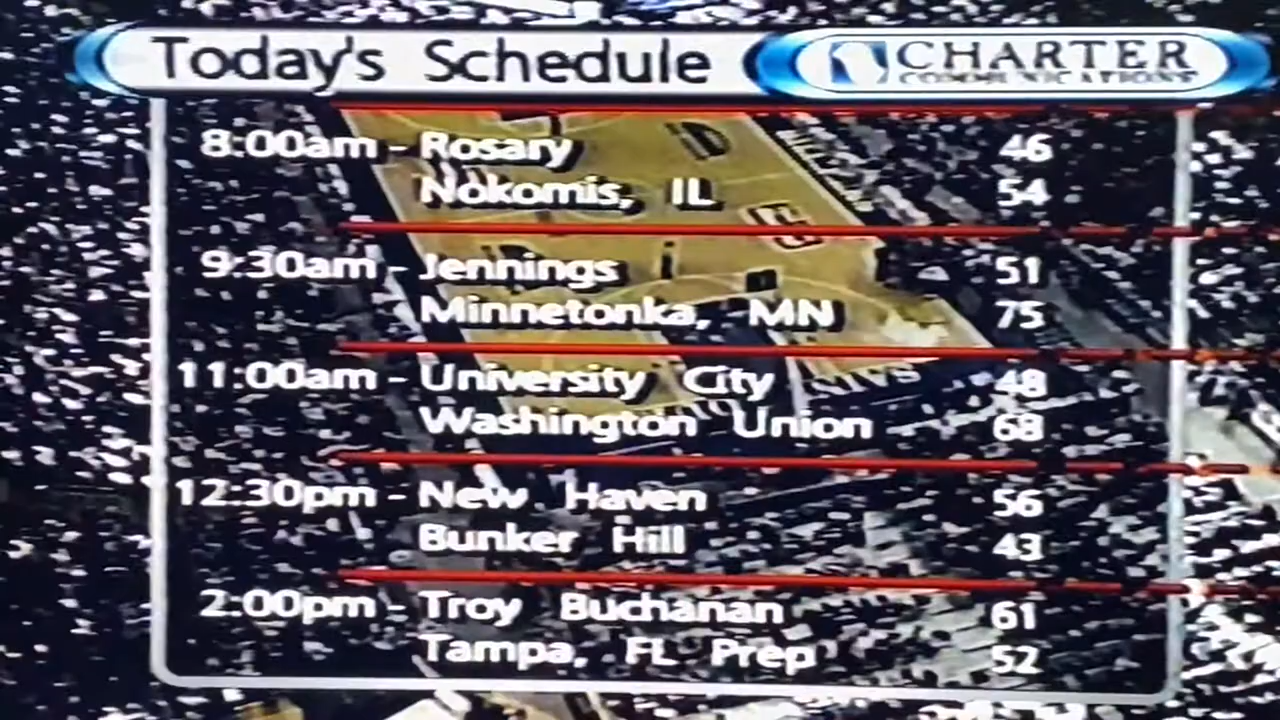 Today's Schedule CHARTER
COMMUNICATIONS
8:00am - Rosary 46
Nokomis, IL 54
9:30am - Jennings 51
Minnetonka, MN 75
11:00am - University City 48
Washington Union 68
12:30pm - New Haven 56
Bunker Hill 43
2:00pm - Troy Buchanan 61
Tampa, FL Prep 52